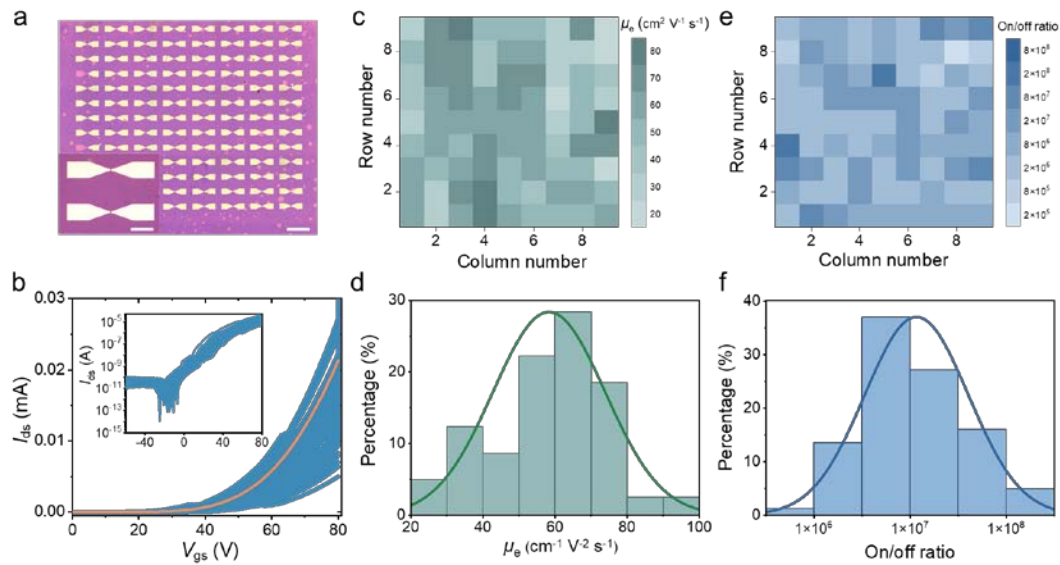 a
b
0.03
0.02
0.01
0.00
I_ds (mA)
0 20 40 60 80
V_gs (V)
10^-5
10^-7
10^-9
10^-11
10^-13
10^-15
I_ds (A)
-40 0 40 80
c
μ_e (cm² V⁻¹ s⁻¹)
80
70
60
50
40
30
20
8
6
4
2
Row number
2 4 6 8
Column number
d
30
20
10
0
Percentage (%)
20 40 60 80 100
μ_e (cm⁻¹ V⁻² s⁻¹)
e
On/off ratio
8×10⁸
2×10⁸
8×10⁷
2×10⁷
8×10⁶
2×10⁶
8×10⁵
2×10⁵
8
6
4
2
Row number
2 4 6 8
Column number
f
40
30
20
10
0
Percentage (%)
1×10⁶ 1×10⁷ 1×10⁸
On/off ratio